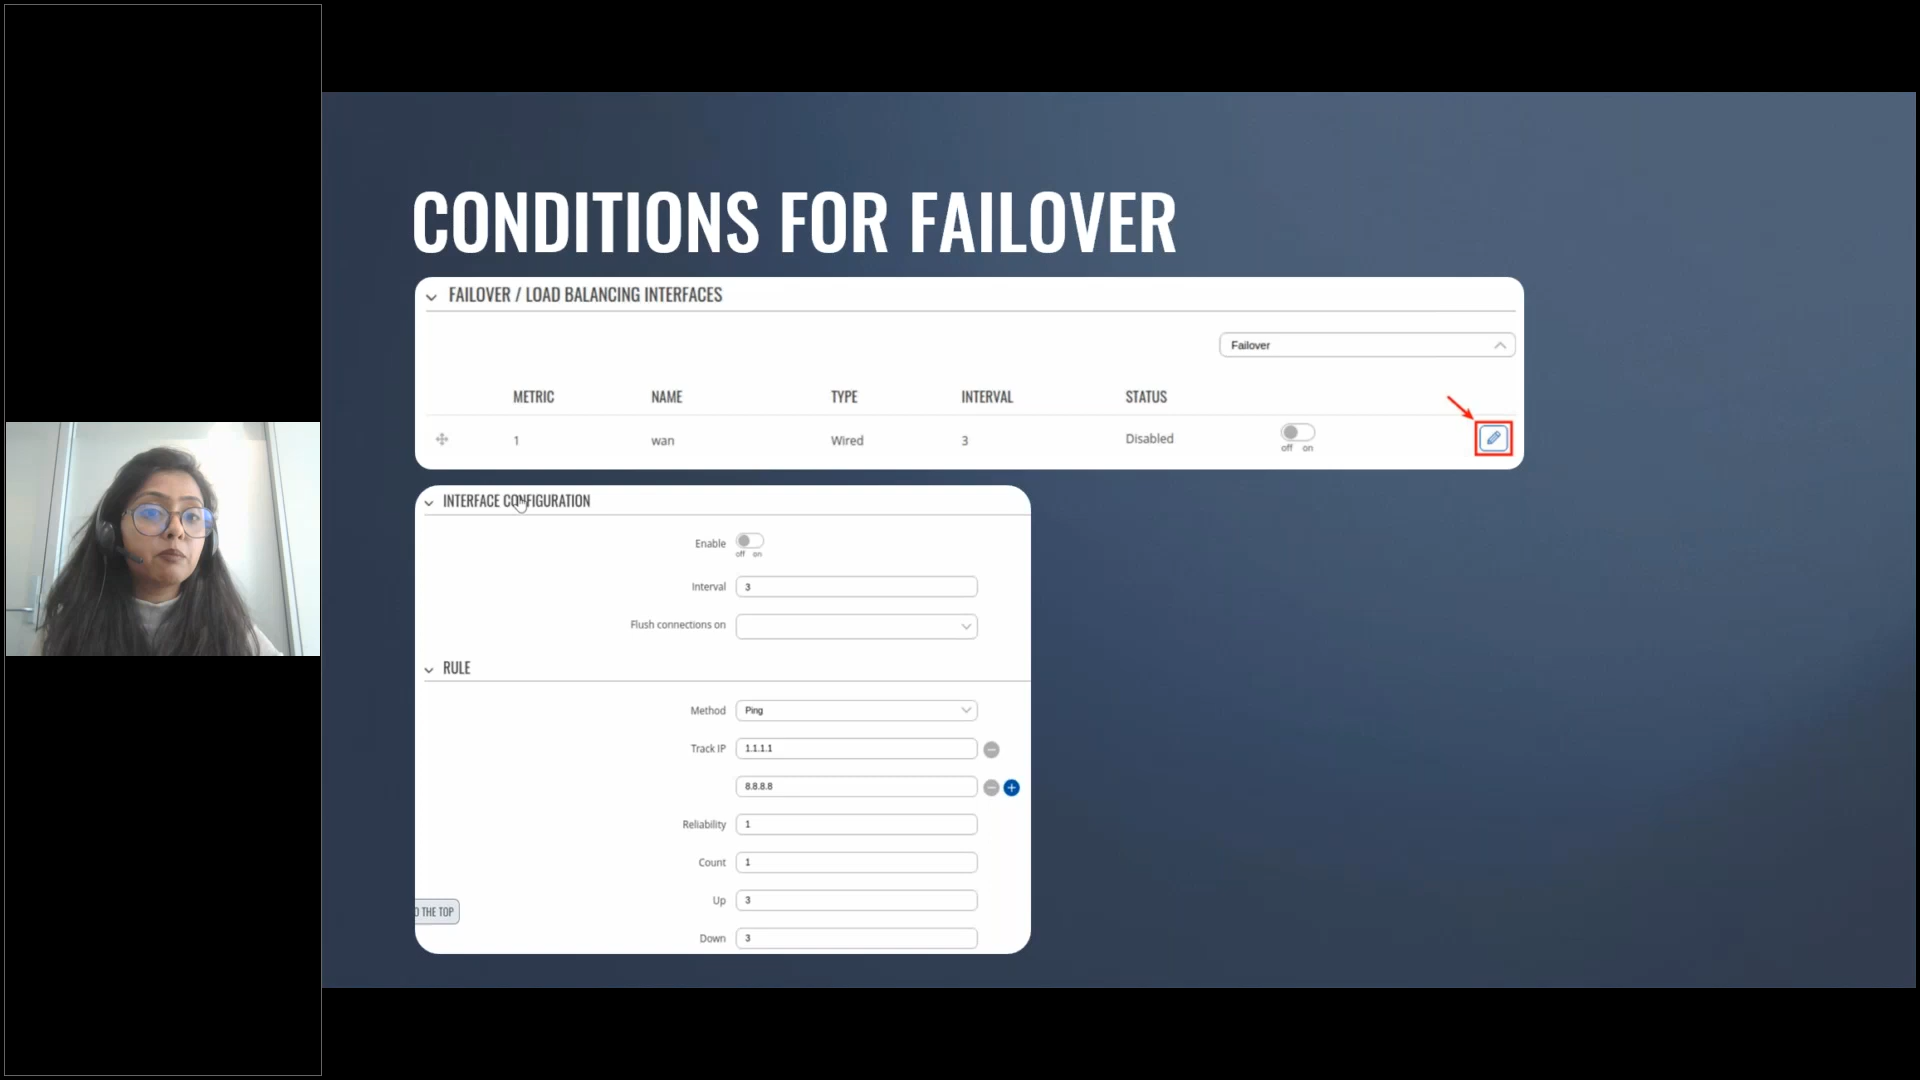 CONDITIONS FOR FAILOVER
FAILOVER / LOAD BALANCING INTERFACES
Failover
METRIC NAME TYPE INTERVAL STATUS
1 wan Wired 3 Disabled
off on
INTERFACE CONFIGURATION
Enable
off on
Interval 3
Flush connections on
RULE
Method Ping
Track IP 1.1.1.1
8.8.8.8
Reliability 1
Count 1
Up 3
O THE TOP
Down 3